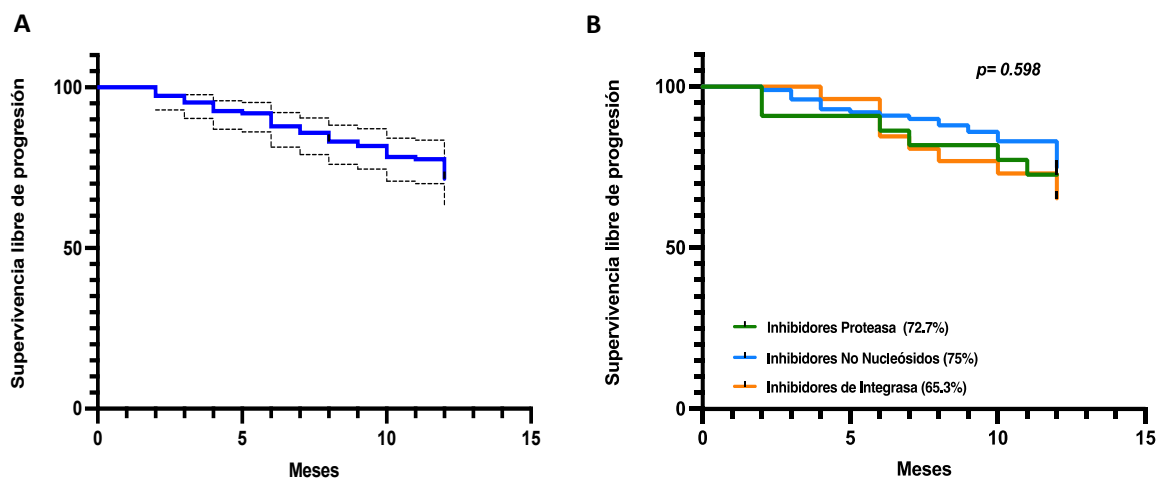 A
Supervivencia libre de progresión
100
50
0
0
5
10
15
Meses
B
p= 0.598
Supervivencia libre de progresión
100
50
0
Inhibidores Proteasa (72.7%)
Inhibidores No Nucleósidos (75%)
Inhibidores de Integrasa (65.3%)
0
5
10
15
Meses